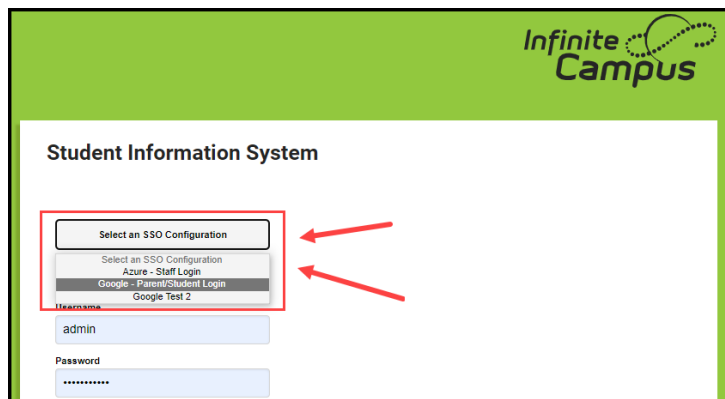 Infinite
Campus
Student Information System
Select an SSO Configuration
Select an SSO Configuration
Azure - Staff Login
Google - Parent/Student Login
Google Test 2
Username
admin
Password
•••••••••••